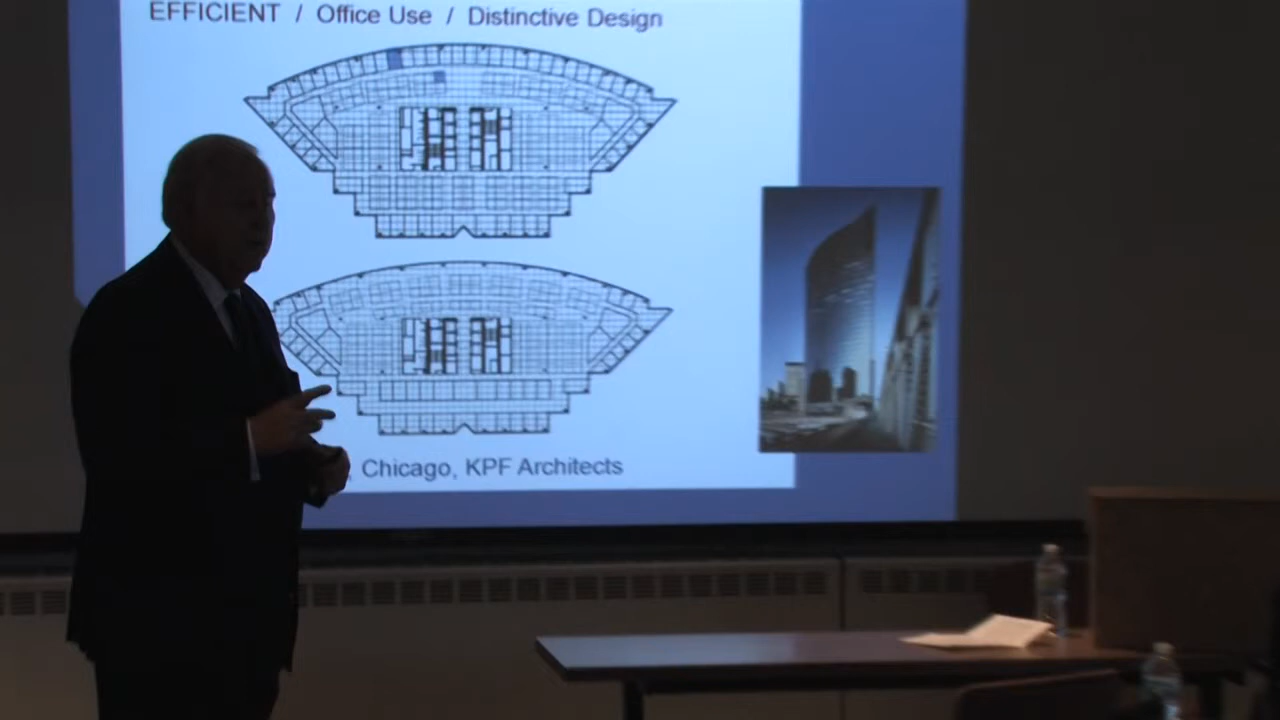 EFFICIENT / Office Use / Distinctive Design
, Chicago, KPF Architects